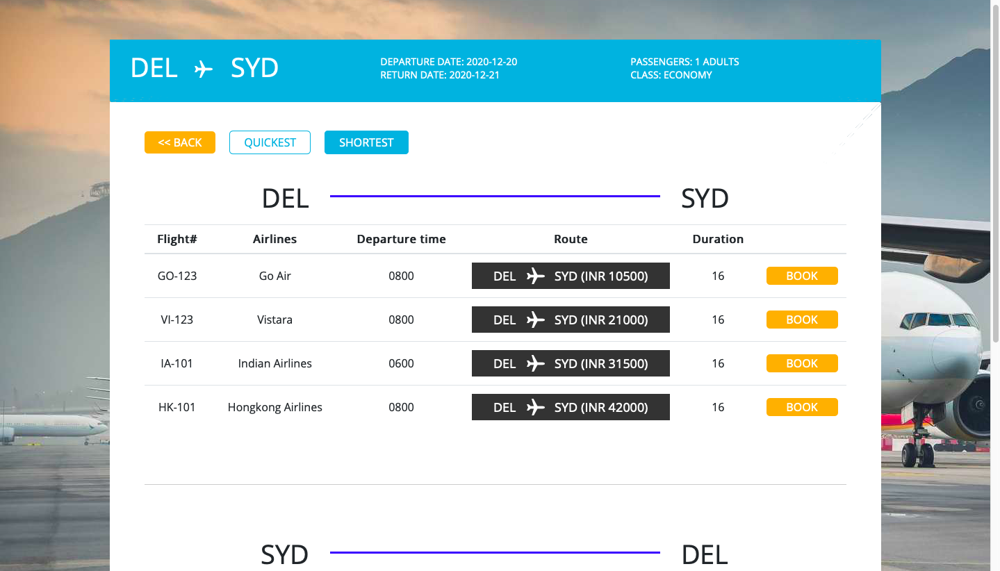 DEL SYD
DEPARTURE DATE: 2020-12-20
RETURN DATE: 2020-12-21
PASSENGERS: 1 ADULTS
CLASS: ECONOMY
<< BACK QUICKEST SHORTEST
DEL SYD
Flight# Airlines Departure time Route Duration
GO-123 Go Air 0800 DEL SYD (INR 10500) 16 BOOK
VI-123 Vistara 0800 DEL SYD (INR 21000) 16 BOOK
IA-101 Indian Airlines 0600 DEL SYD (INR 31500) 16 BOOK
HK-101 Hongkong Airlines 0800 DEL SYD (INR 42000) 16 BOOK
SYD DEL